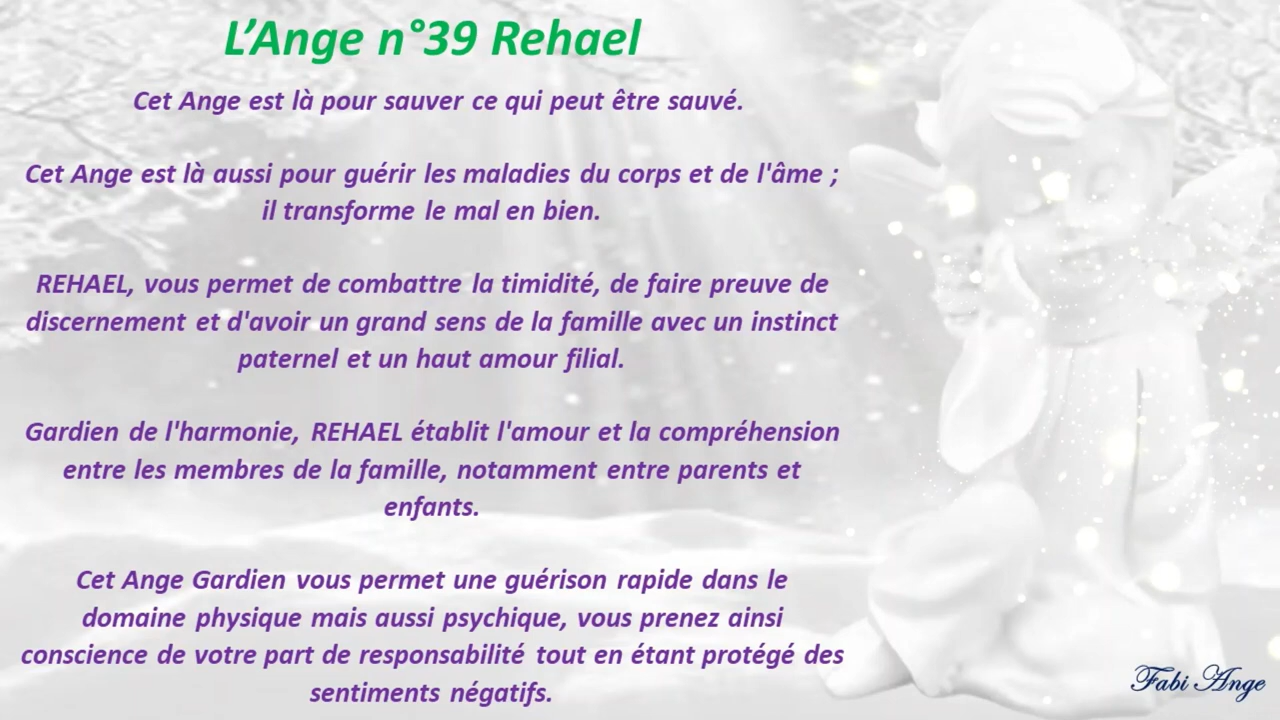 L’Ange n°39 Rehael
Cet Ange est là pour sauver ce qui peut être sauvé.
Cet Ange est là aussi pour guérir les maladies du corps et de l'âme ;
il transforme le mal en bien.
REHAEL, vous permet de combattre la timidité, de faire preuve de
discernement et d'avoir un grand sens de la famille avec un instinct
paternel et un haut amour filial.
Gardien de l'harmonie, REHAEL établit l'amour et la compréhension
entre les membres de la famille, notamment entre parents et
enfants.
Cet Ange Gardien vous permet une guérison rapide dans le
domaine physique mais aussi psychique, vous prenez ainsi
conscience de votre part de responsabilité tout en étant protégé des
sentiments négatifs.
Fabi Ange